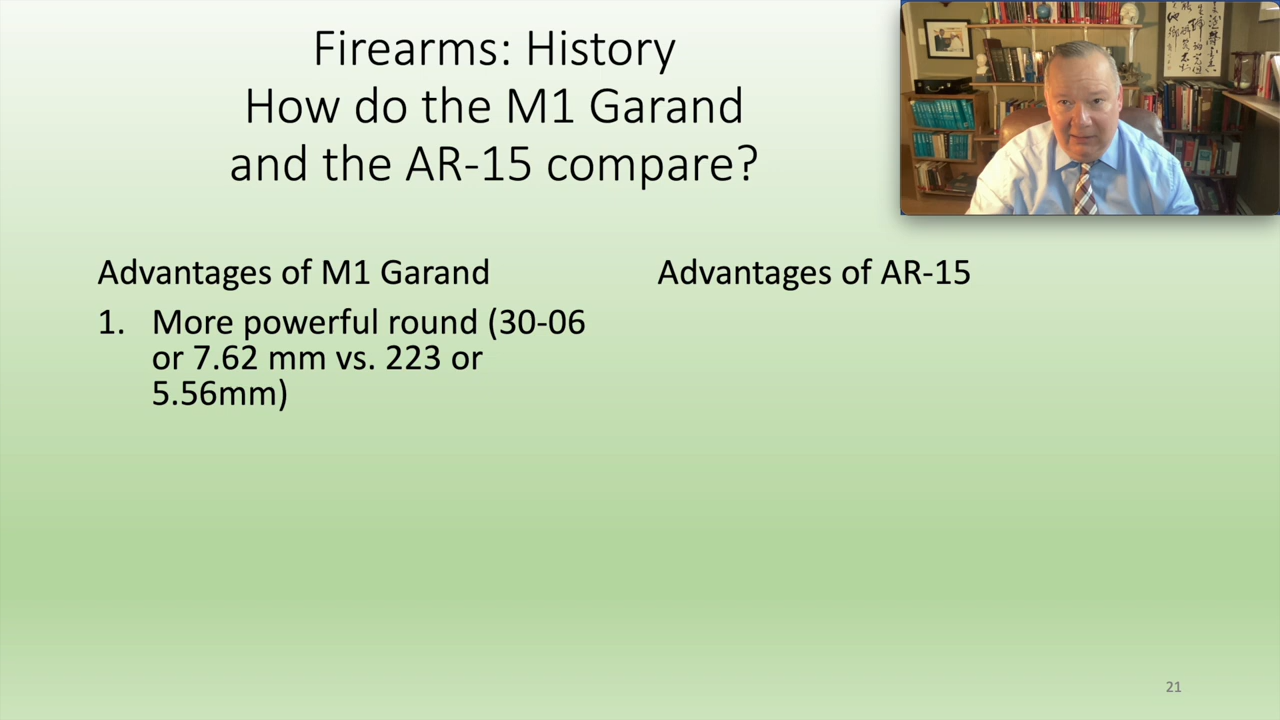 Firearms: History
How do the M1 Garand
and the AR-15 compare?
Advantages of M1 Garand
1. More powerful round (30-06
or 7.62 mm vs. 223 or
5.56mm)
Advantages of AR-15
21